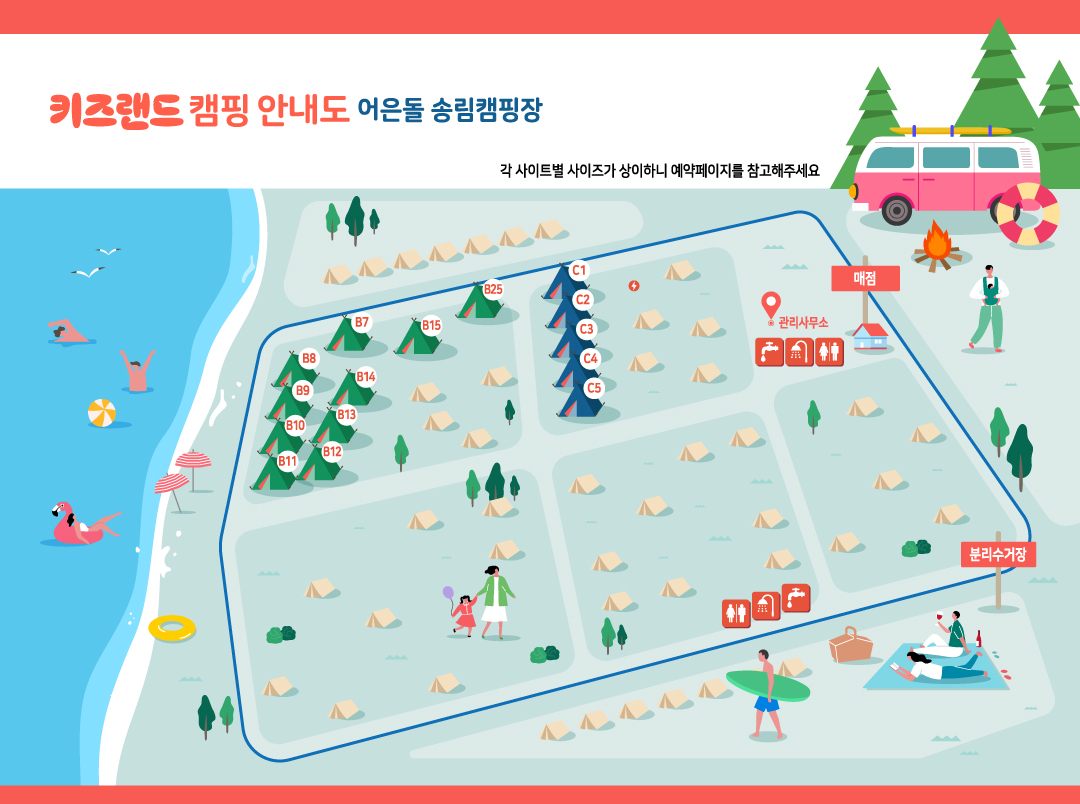 키즈랜드 캠핑 안내도 어은돌 송림캠핑장
각 사이트별 사이즈가 상이하니 예약페이지를 참고해주세요
C1
매점
B25
C2
B7
B15
관리사무소
C3
B8
C4
B14
B9
C5
B13
B10
B12
B11
분리수거장